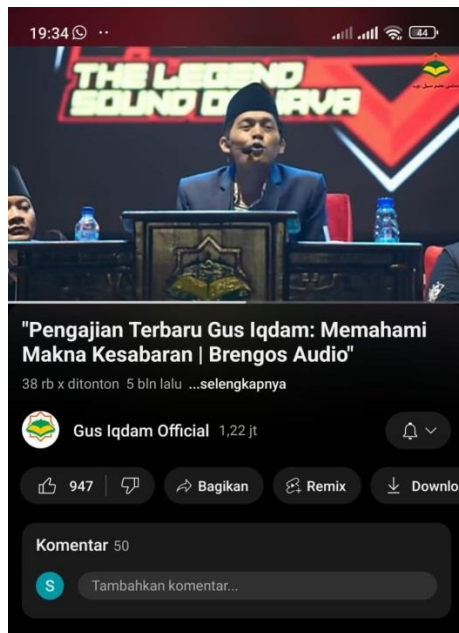 19:34
44
THE LEGEND
SOUND OF JAVA
"Pengajian Terbaru Gus Iqdam: Memahami
Makna Kesabaran | Brengos Audio"
38 rb x ditonton 5 bln lalu ...selengkapnya
Gus Iqdam Official 1,22 jt
947 Bagikan Remix Downlo
Komentar 50
S Tambahkan komentar...